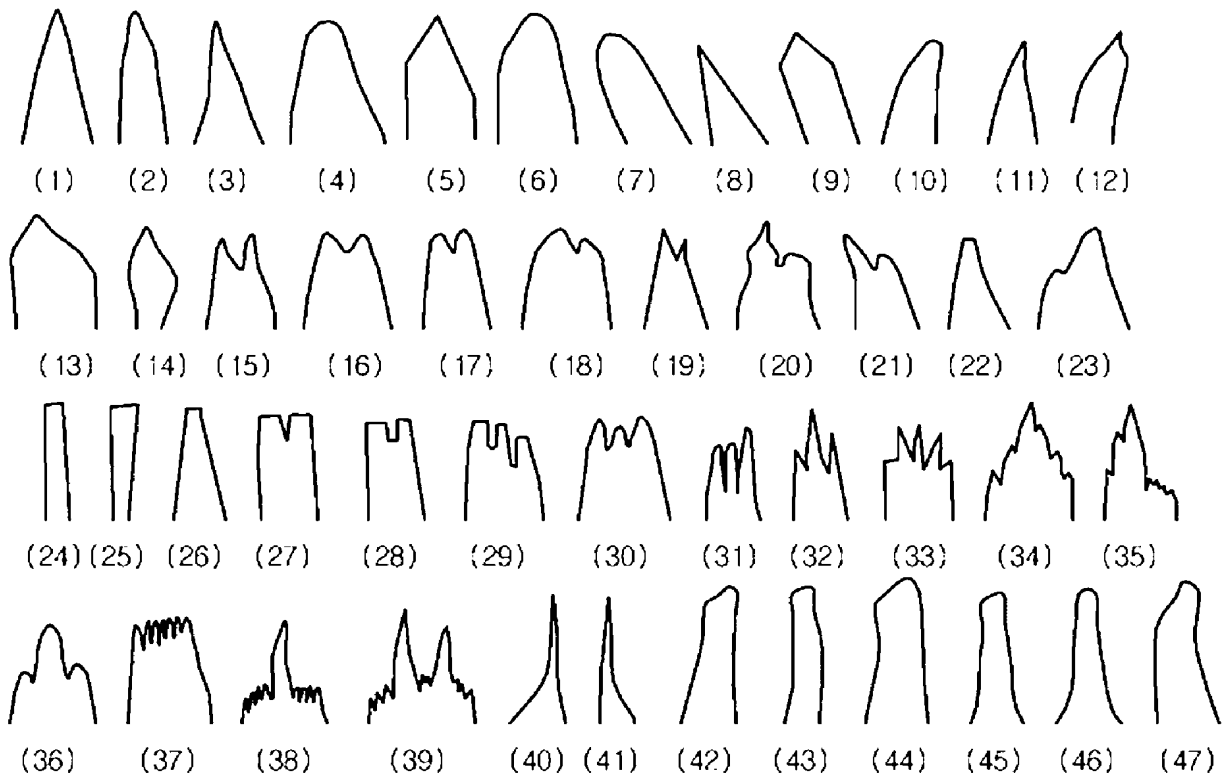 (1) (2) (3) (4) (5) (6) (7) (8) (9) (10) (11) (12)
(13) (14) (15) (16) (17) (18) (19) (20) (21) (22) (23)
(24) (25) (26) (27) (28) (29) (30) (31) (32) (33) (34) (35)
(36) (37) (38) (39) (40) (41) (42) (43) (44) (45) (46) (47)